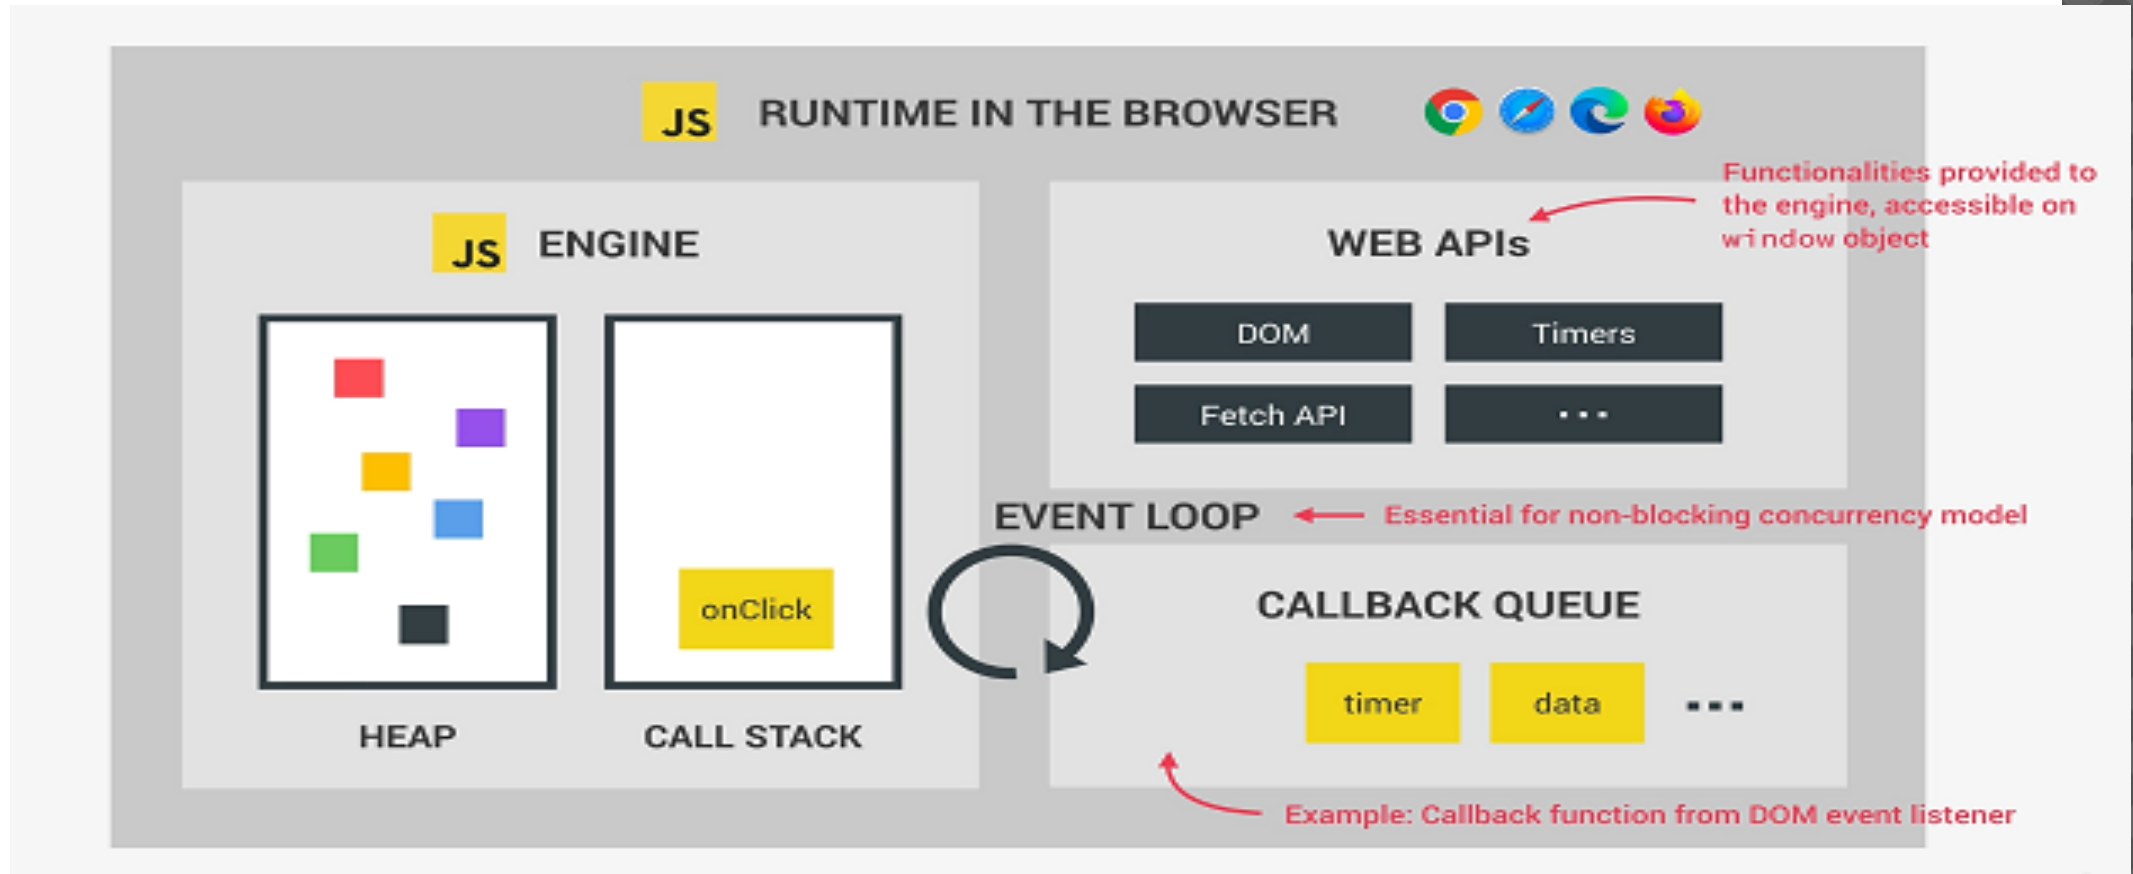 JS RUNTIME IN THE BROWSER
Functionalities provided to
the engine, accessible on
window object
JS ENGINE
WEB APIs
DOM
Timers
Fetch API
...
EVENT LOOP
Essential for non-blocking concurrency model
onClick
CALLBACK QUEUE
timer
data
...
HEAP
CALL STACK
Example: Callback function from DOM event listener